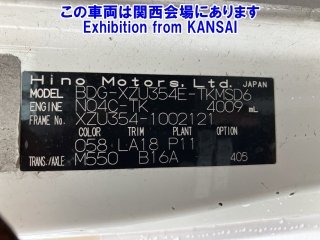 この車両は関西会場にあります
Exhibition from KANSAI
Hino Motors, Ltd. JAPAN
MODEL BDG-XZU354E-TKMSD6
ENGINE N04C-TK 4009 mL
FRAME No. XZU354-1002121
COLOR TRIM PLANT
058 LA18 P11
TRANS./AXLE M550 B16A 405